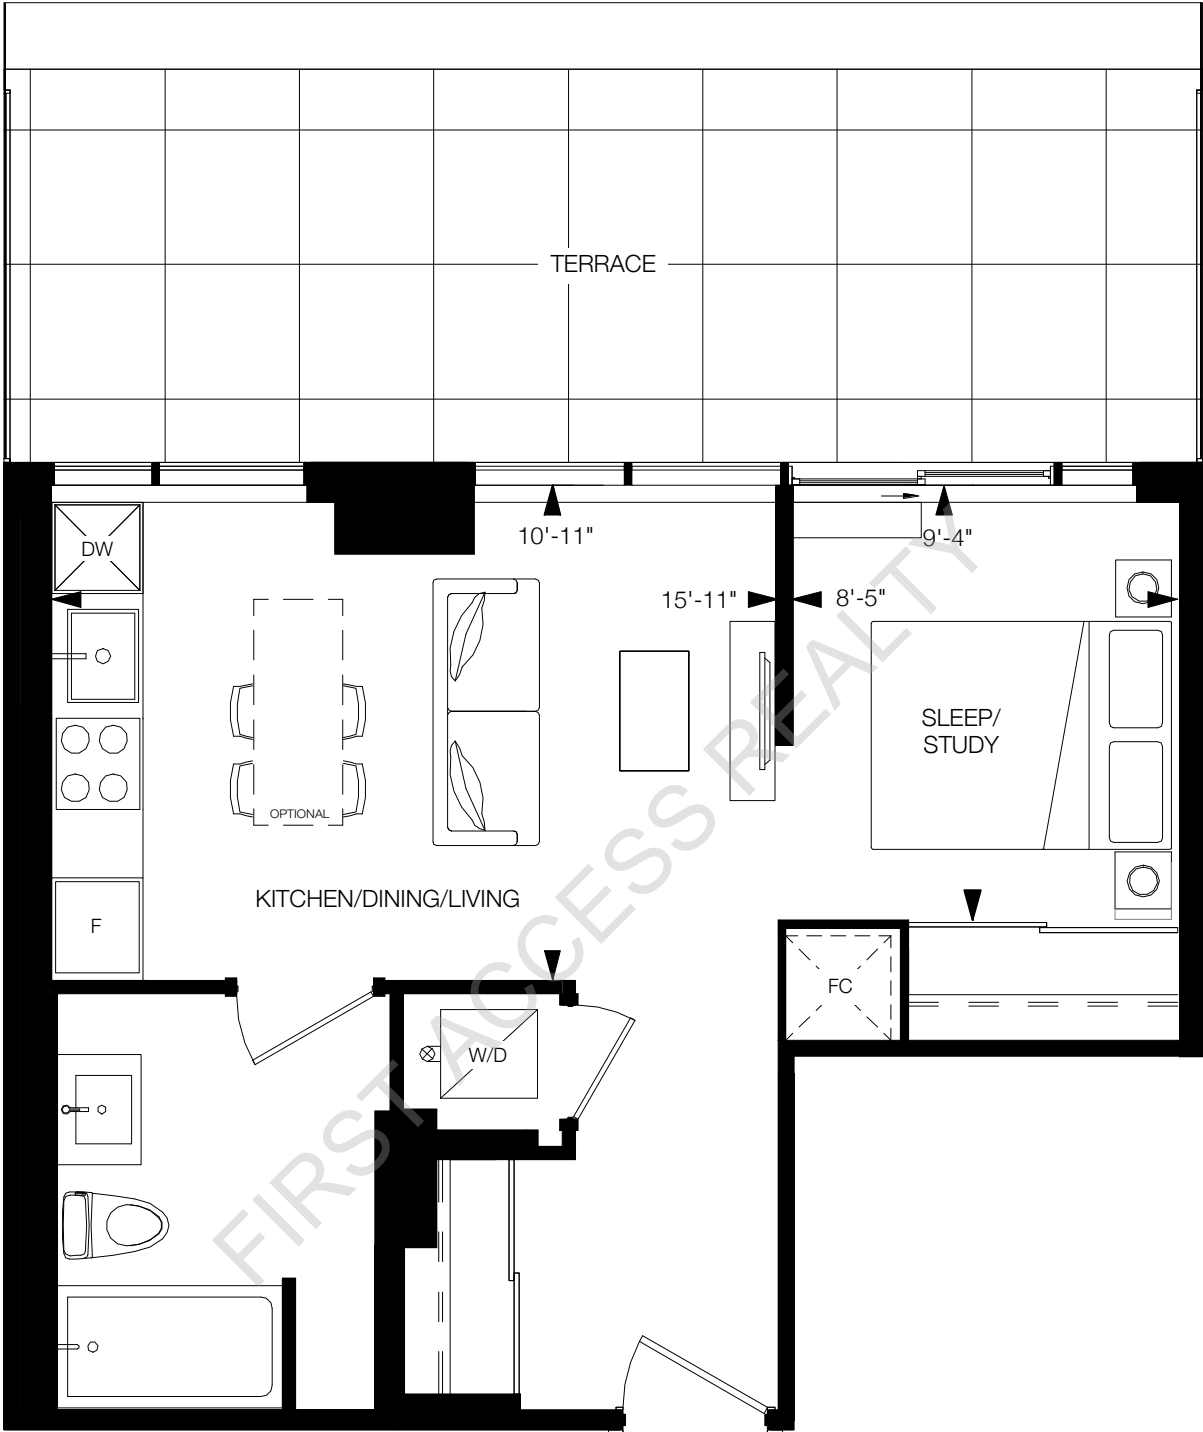 TERRACE
DW
10'-11"
9'-4"
15'-11"
8'-5"
SLEEP/
STUDY
OPTIONAL
KITCHEN/DINING/LIVING
F
FC
W/D
FIRST ACCESS REALTY